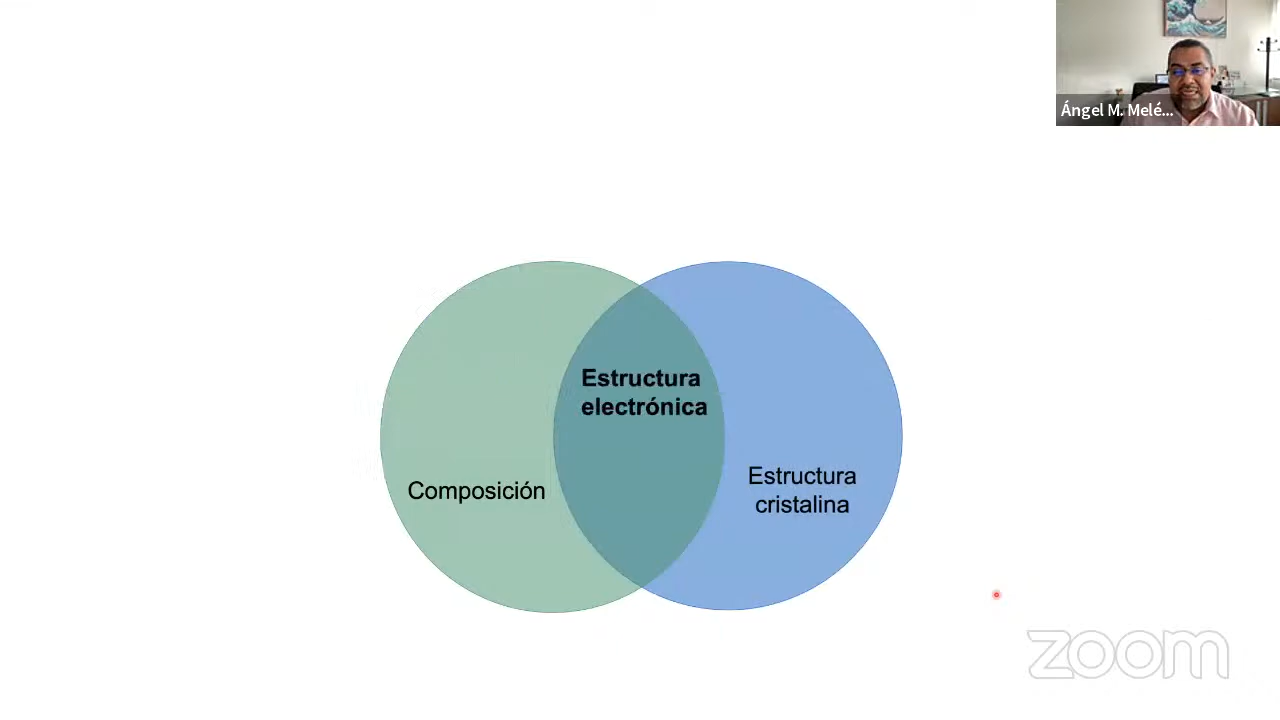 Ángel M. Melé...
Estructura
electrónica
Composición
Estructura
cristalina
zoom